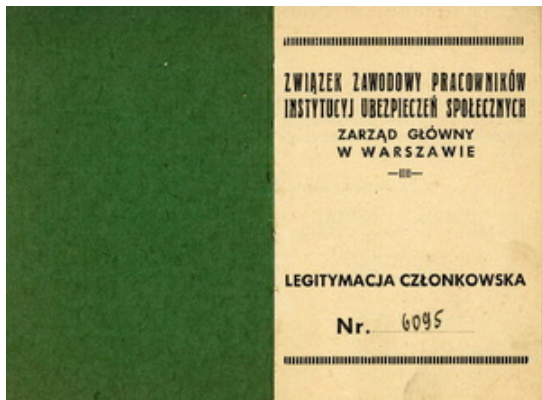 ZWIĄZEK ZAWODOWY PRACOWNIKÓW
INSTYTUCYJ UBEZPIECZEŃ SPOŁECZNYCH
ZARZĄD GŁÓWNY
W WARSZAWIE
LEGITYMACJA CZŁONKOWSKA
Nr. 6095